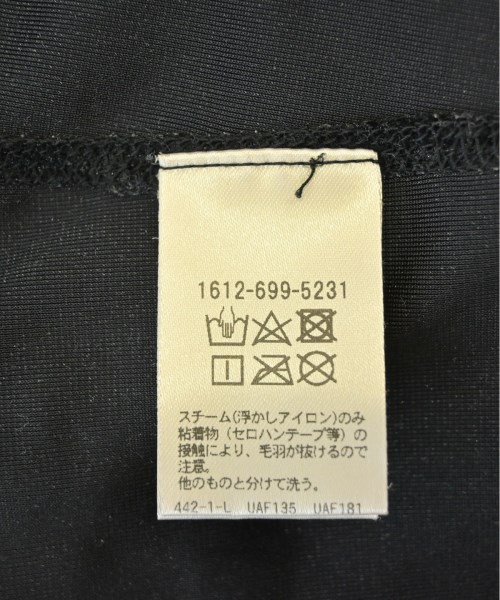 1612-699-5231
スチーム(浮かしアイロン)のみ
粘着物(セロハンテープ等)の
接触により、毛羽が抜けるので
注意。
他のものと分けて洗う。
442-1-L UAF135 UAF181